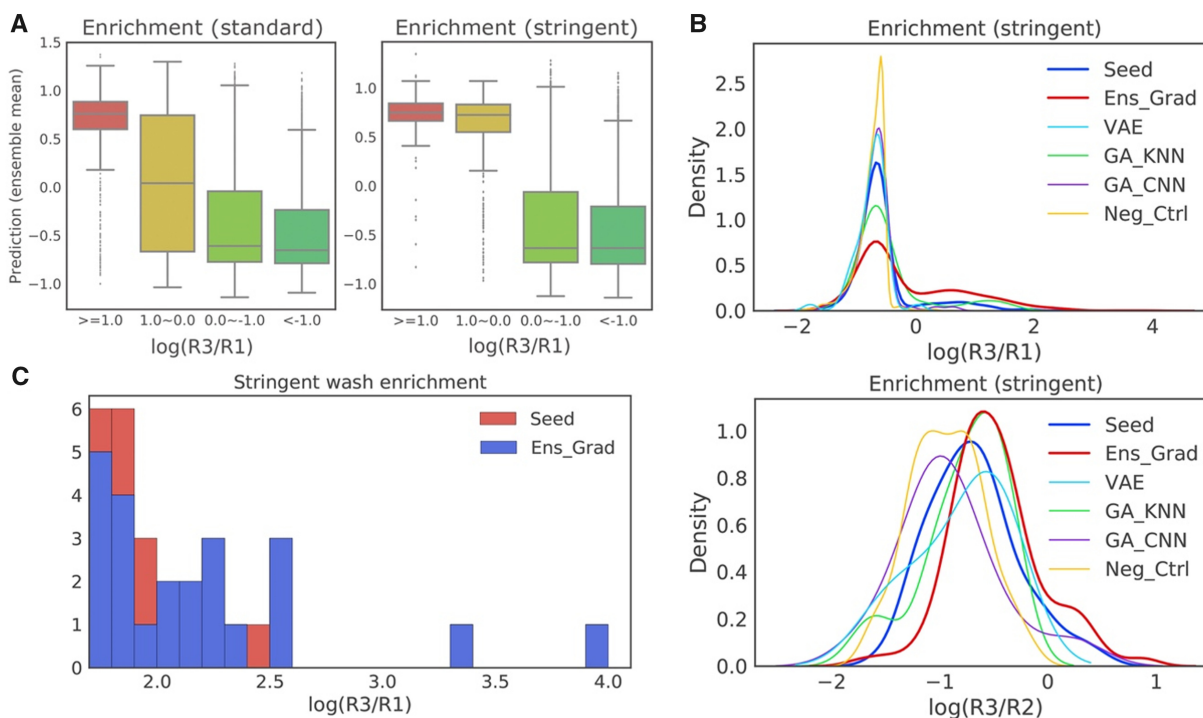 A
Enrichment (standard)
Prediction (ensemble mean)
1.5
1.0
0.5
0.0
−0.5
−1.0
>=1.0 1.0~0.0 0.0~-1.0 <-1.0
log(R3/R1)
Enrichment (stringent)
1.0
0.5
0.0
−0.5
−1.0
>=1.0 1.0~0.0 0.0~-1.0 <-1.0
log(R3/R1)
B
Enrichment (stringent)
Density
2.5
2.0
1.5
1.0
0.5
0.0
−2 0 2 4
log(R3/R1)
Seed
Ens_Grad
VAE
GA_KNN
GA_CNN
Neg_Ctrl
Enrichment (stringent)
Density
1.0
0.8
0.6
0.4
0.2
0.0
−2 −1 0 1
log(R3/R2)
Seed
Ens_Grad
VAE
GA_KNN
GA_CNN
Neg_Ctrl
C
Stringent wash enrichment
6
5
4
3
2
1
0
2.0 2.5 3.0 3.5 4.0
log(R3/R1)
Seed
Ens_Grad